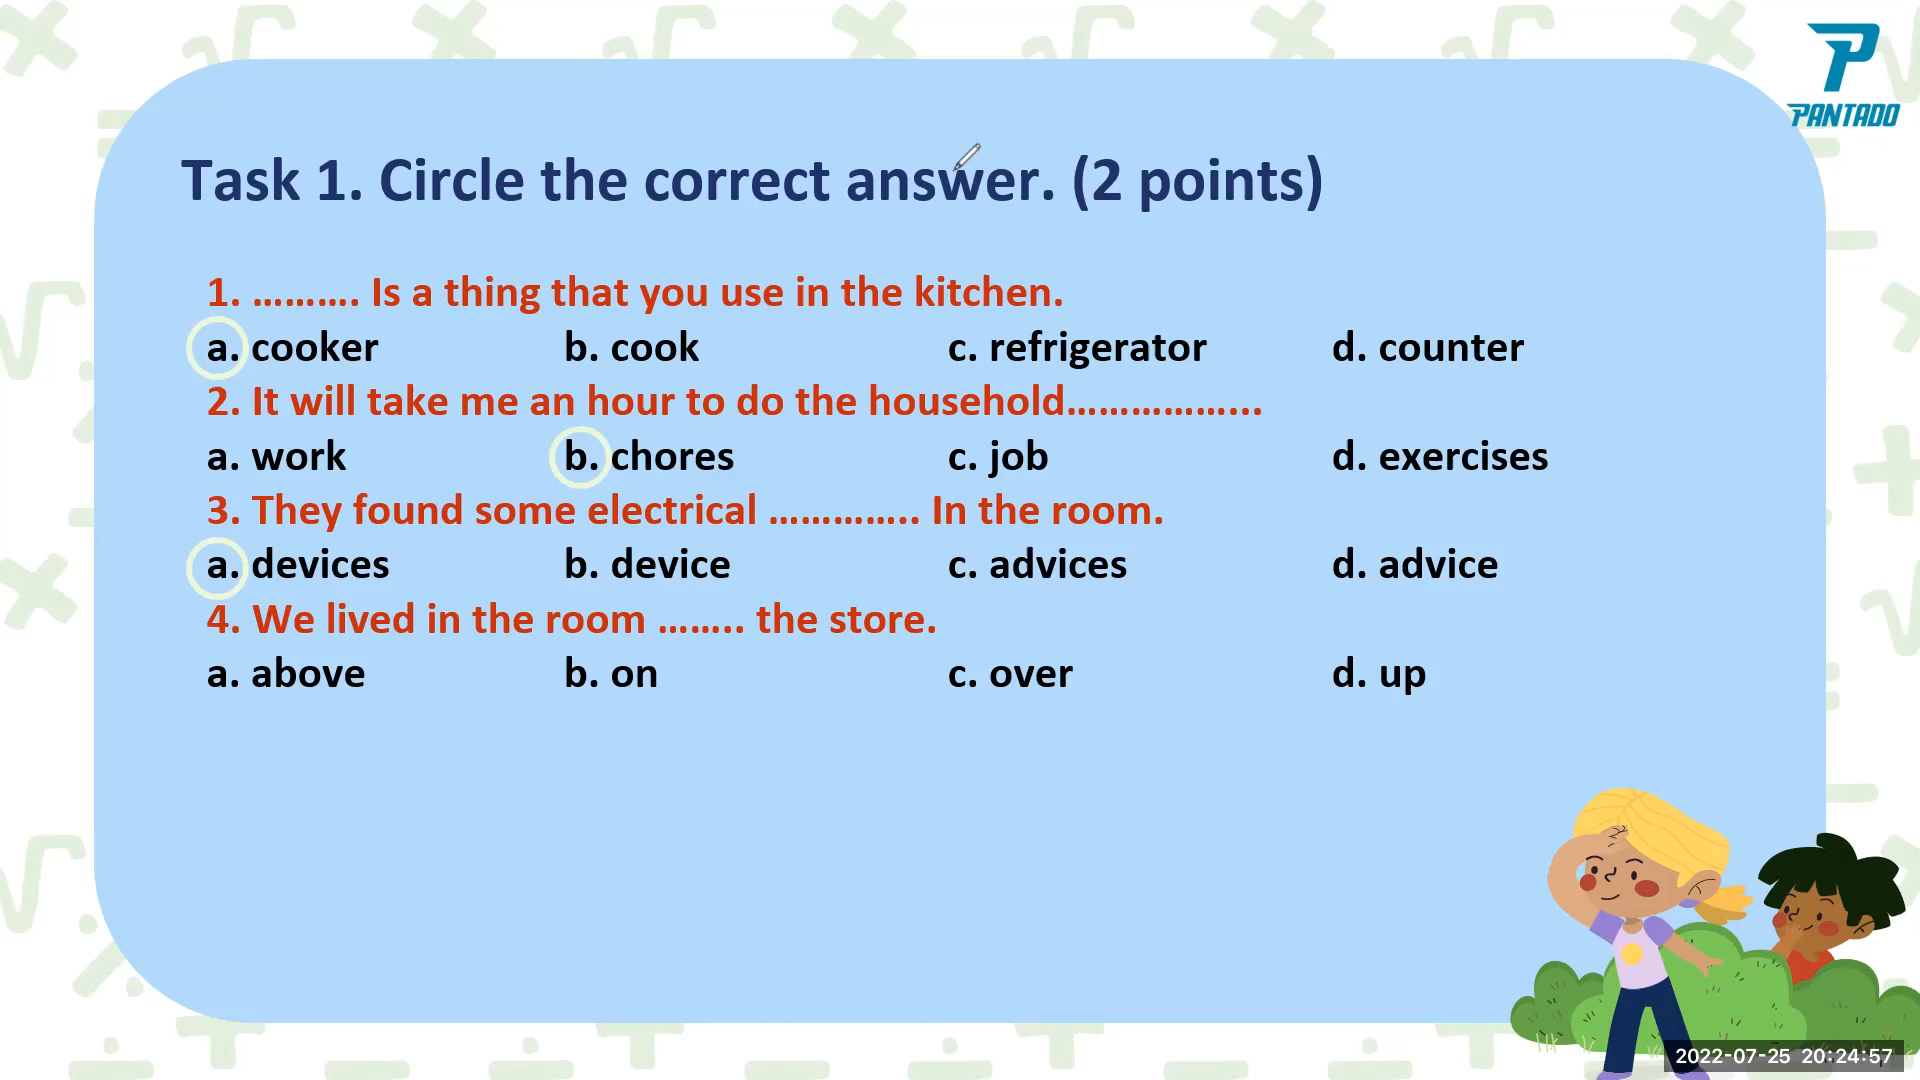 PANTADO
Task 1. Circle the correct answer. (2 points)
1. ………. Is a thing that you use in the kitchen.
a. cooker b. cook c. refrigerator d. counter
2. It will take me an hour to do the household……………...
a. work b. chores c. job d. exercises
3. They found some electrical ………….. In the room.
a. devices b. device c. advices d. advice
4. We lived in the room …….. the store.
a. above b. on c. over d. up
2022-07-25 20:24:57